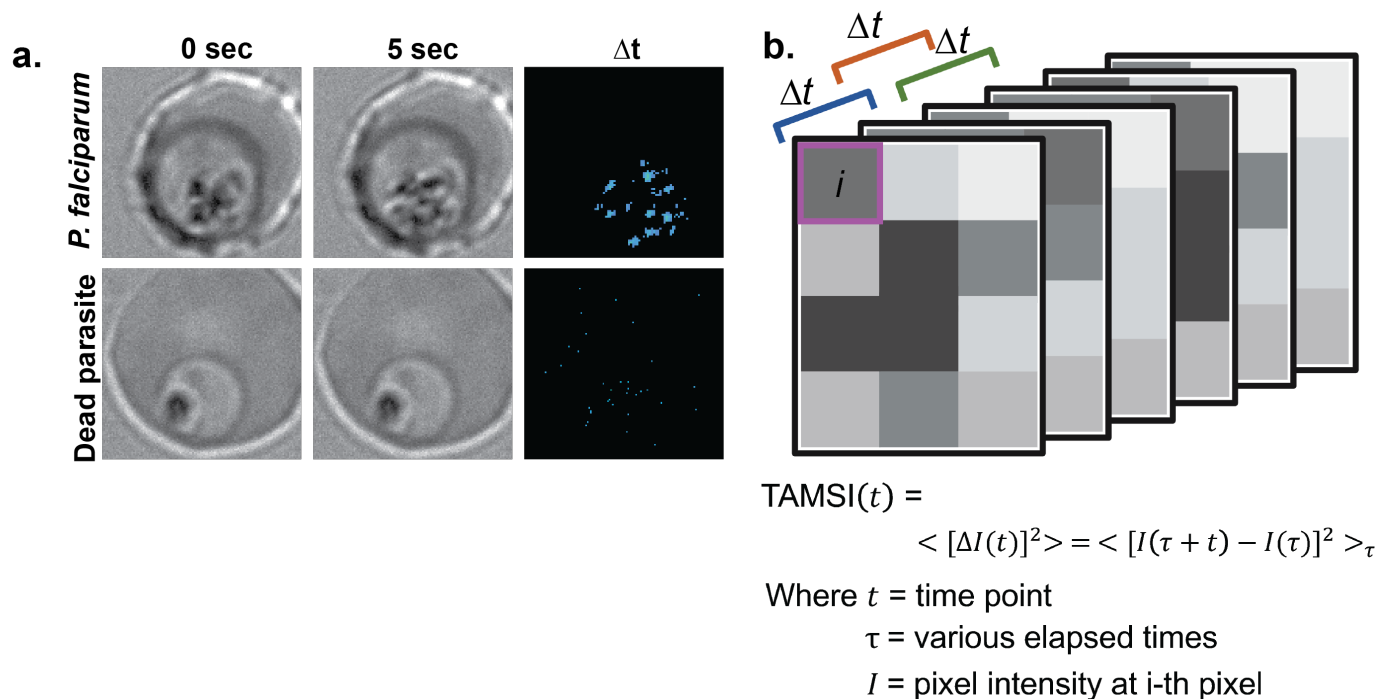 a.
0 sec
5 sec
Δt
P. falciparum
Dead parasite
b.
Δt
Δt
Δt
i
TAMSI(t) =
< [ΔI(t)]² > = < [I(τ + t) − I(τ)]² >τ
Where t = time point
τ = various elapsed times
I = pixel intensity at i-th pixel